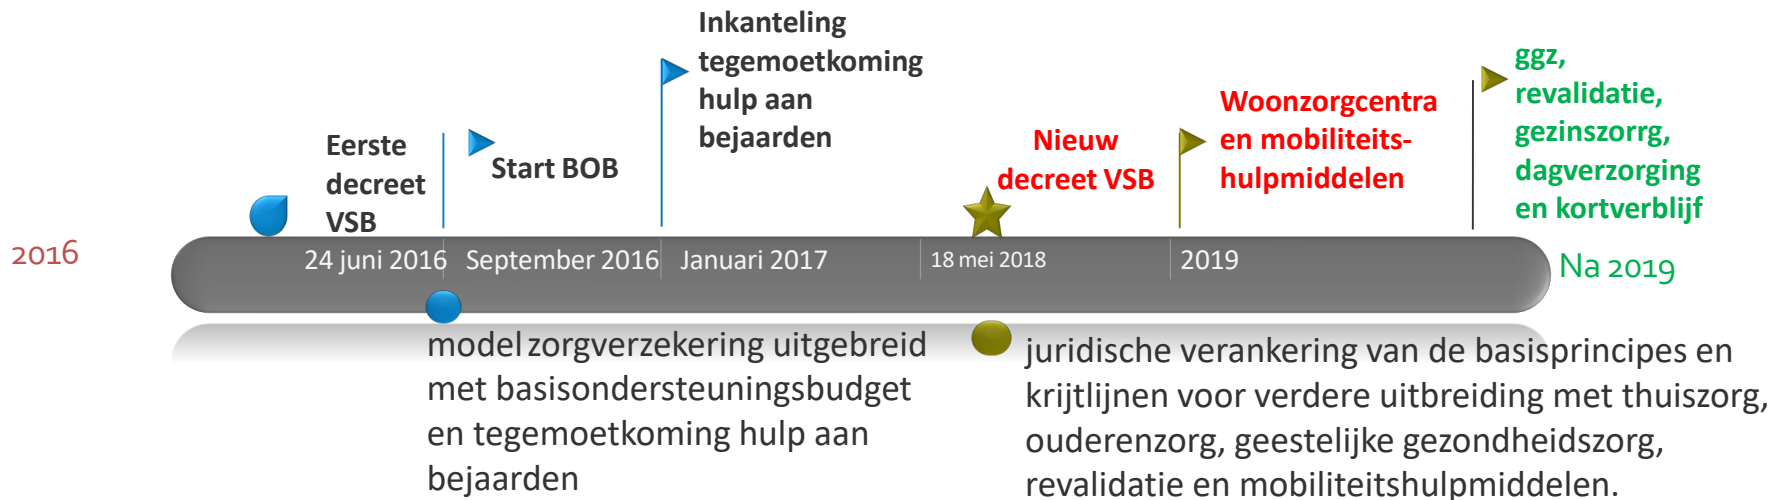 2016
Eerste
decreet
VSB
24 juni 2016
Start BOB
September 2016
Inkanteling
tegemoetkoming
hulp aan
bejaarden
Januari 2017
Nieuw
decreet VSB
18 mei 2018
Woonzorgcentra
en mobiliteits-
hulpmiddelen
2019
ggz,
revalidatie,
gezinszorrg,
dagverzorging
en kortverblijf
Na 2019
model zorgverzekering uitgebreid
met basisondersteuningsbudget
en tegemoetkoming hulp aan
bejaarden
juridische verankering van de basisprincipes en
krijtlijnen voor verdere uitbreiding met thuiszorg,
ouderenzorg, geestelijke gezondheidszorg,
revalidatie en mobiliteitshulpmiddelen.